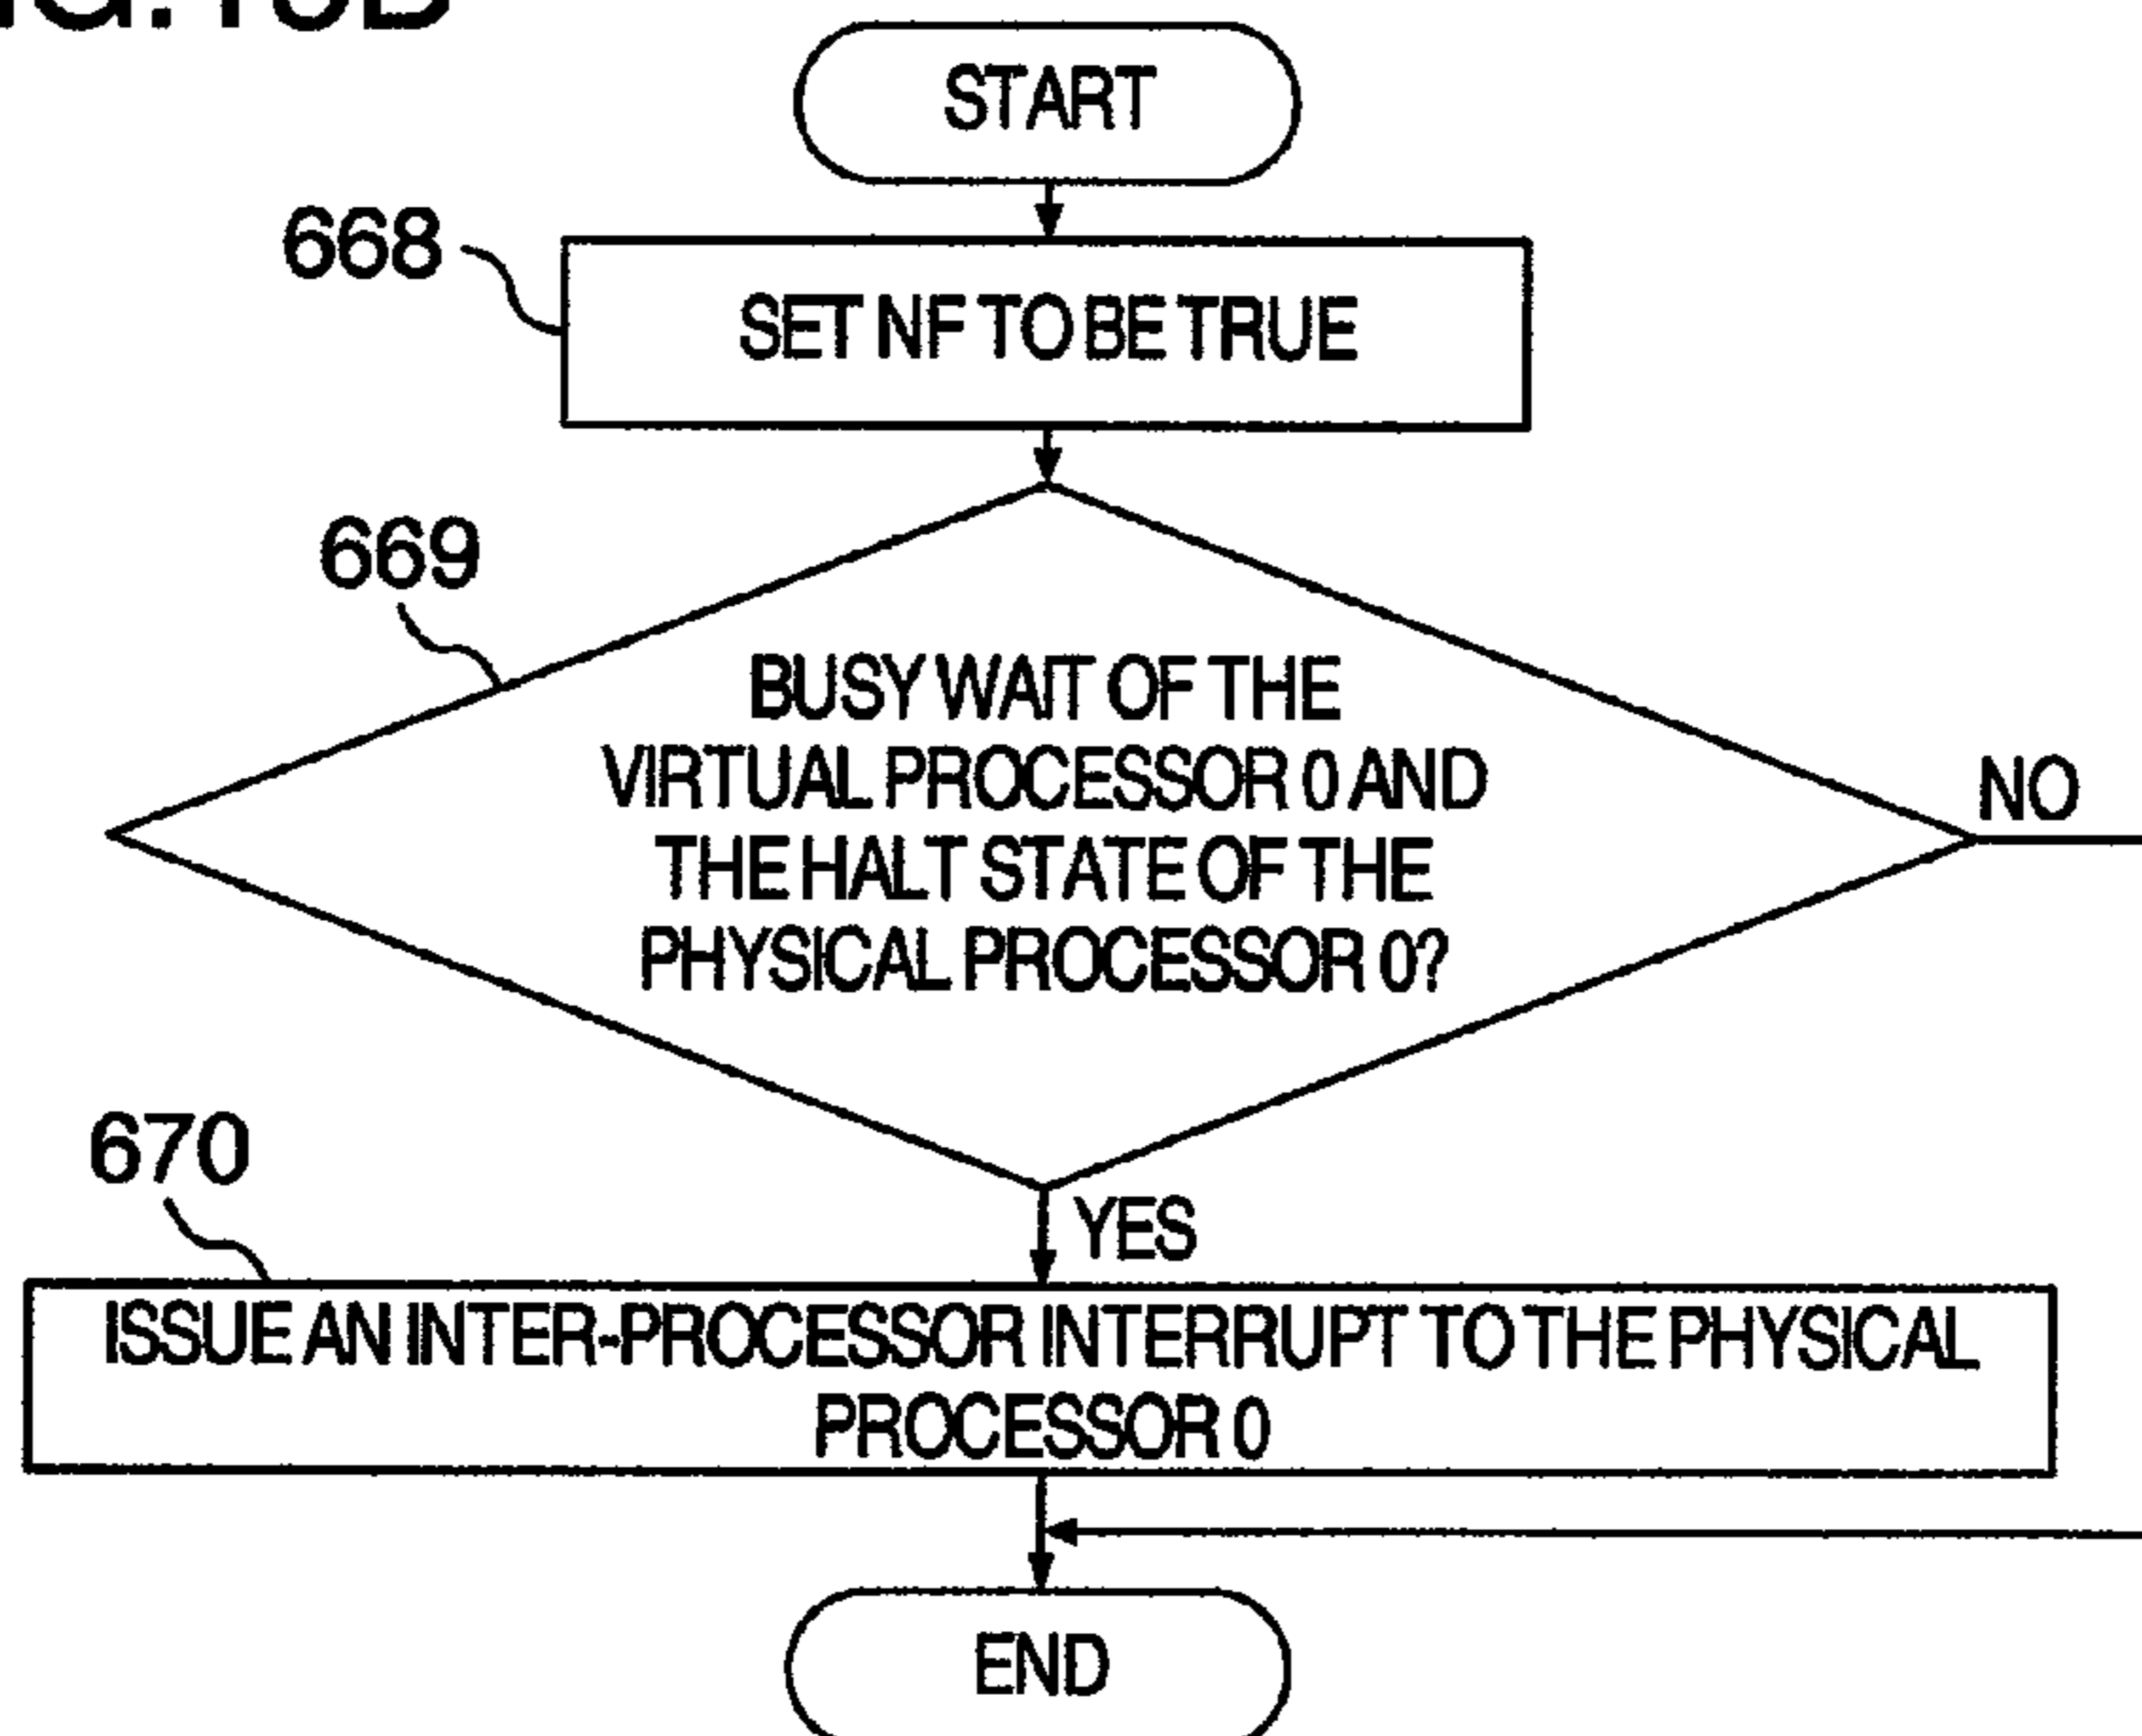 START
668
SET NF TO BE TRUE
669
BUSY WAIT OF THE
VIRTUAL PROCESSOR 0 AND
THE HALT STATE OF THE
PHYSICAL PROCESSOR 0?
NO
670
YES
ISSUE AN INTER-PROCESSOR INTERRUPT TO THE PHYSICAL
PROCESSOR 0
END